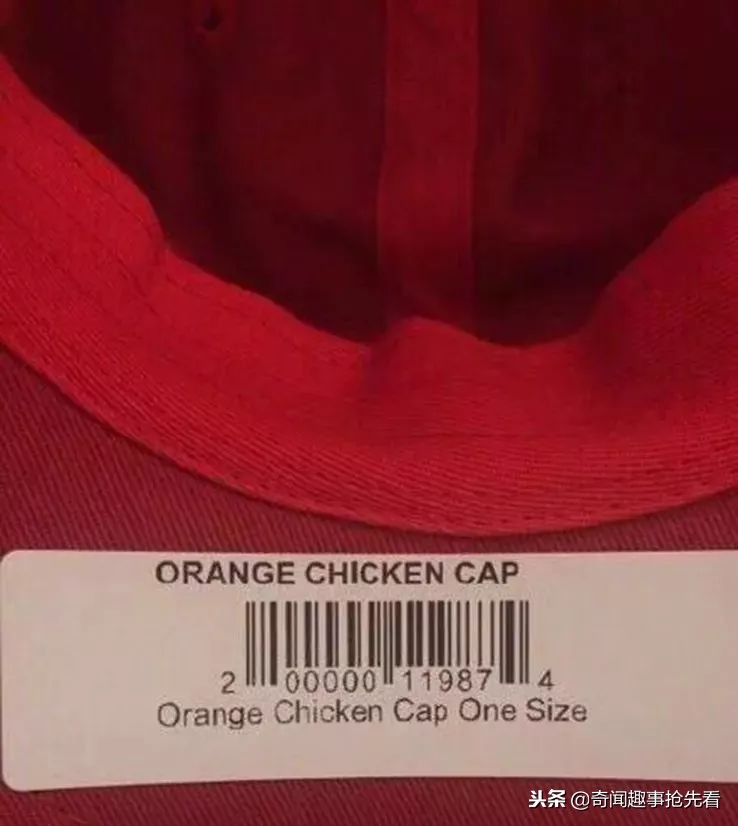 ORANGE CHICKEN CAP
2 00000 11987 4
Orange Chicken Cap One Size
头条 @奇闻趣事抢先看